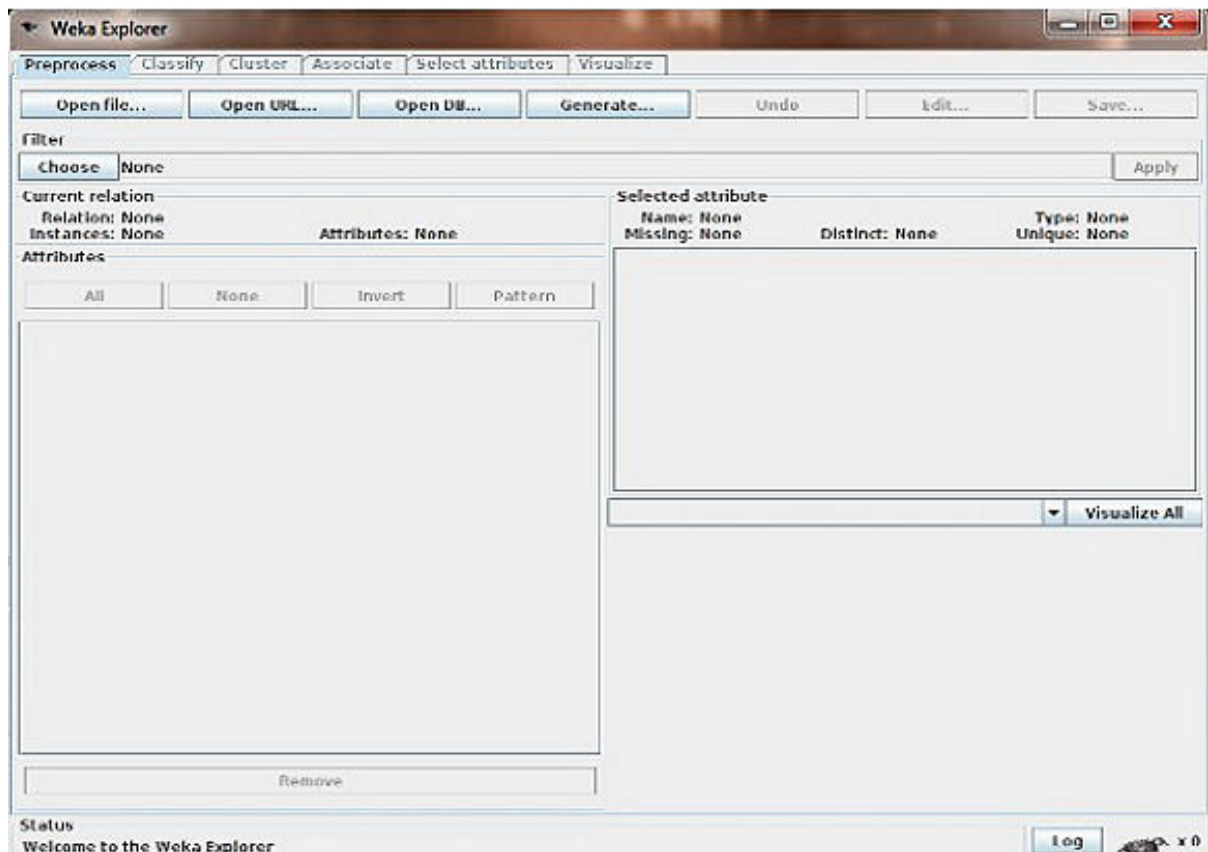 Weka Explorer
Preprocess Classify Cluster Associate Select attributes Visualize
Open file... Open URL... Open DB... Generate... Undo Edit... Save...
Filter
Choose None Apply
Current relation
Relation: None
Instances: None Attributes: None
Selected attribute
Name: None Type: None
Missing: None Distinct: None Unique: None
Attributes
All None Invert Pattern
Visualize All
Remove
Status
Welcome to the Weka Explorer
Log x 0